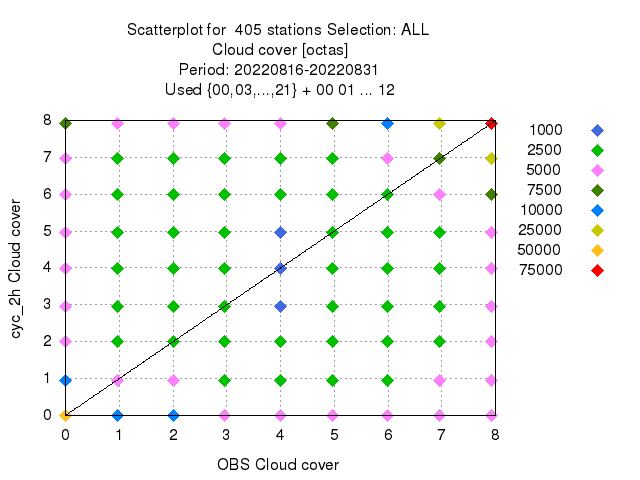 Scatterplot for 405 stations Selection: ALL
Cloud cover [octas]
Period: 20220816-20220831
Used {00,03,...,21} + 00 01 ... 12
8
7
6
5
4
3
2
1
0
cyc_2h Cloud cover
0 1 2 3 4 5 6 7 8
OBS Cloud cover
1000
2500
5000
7500
10000
25000
50000
75000